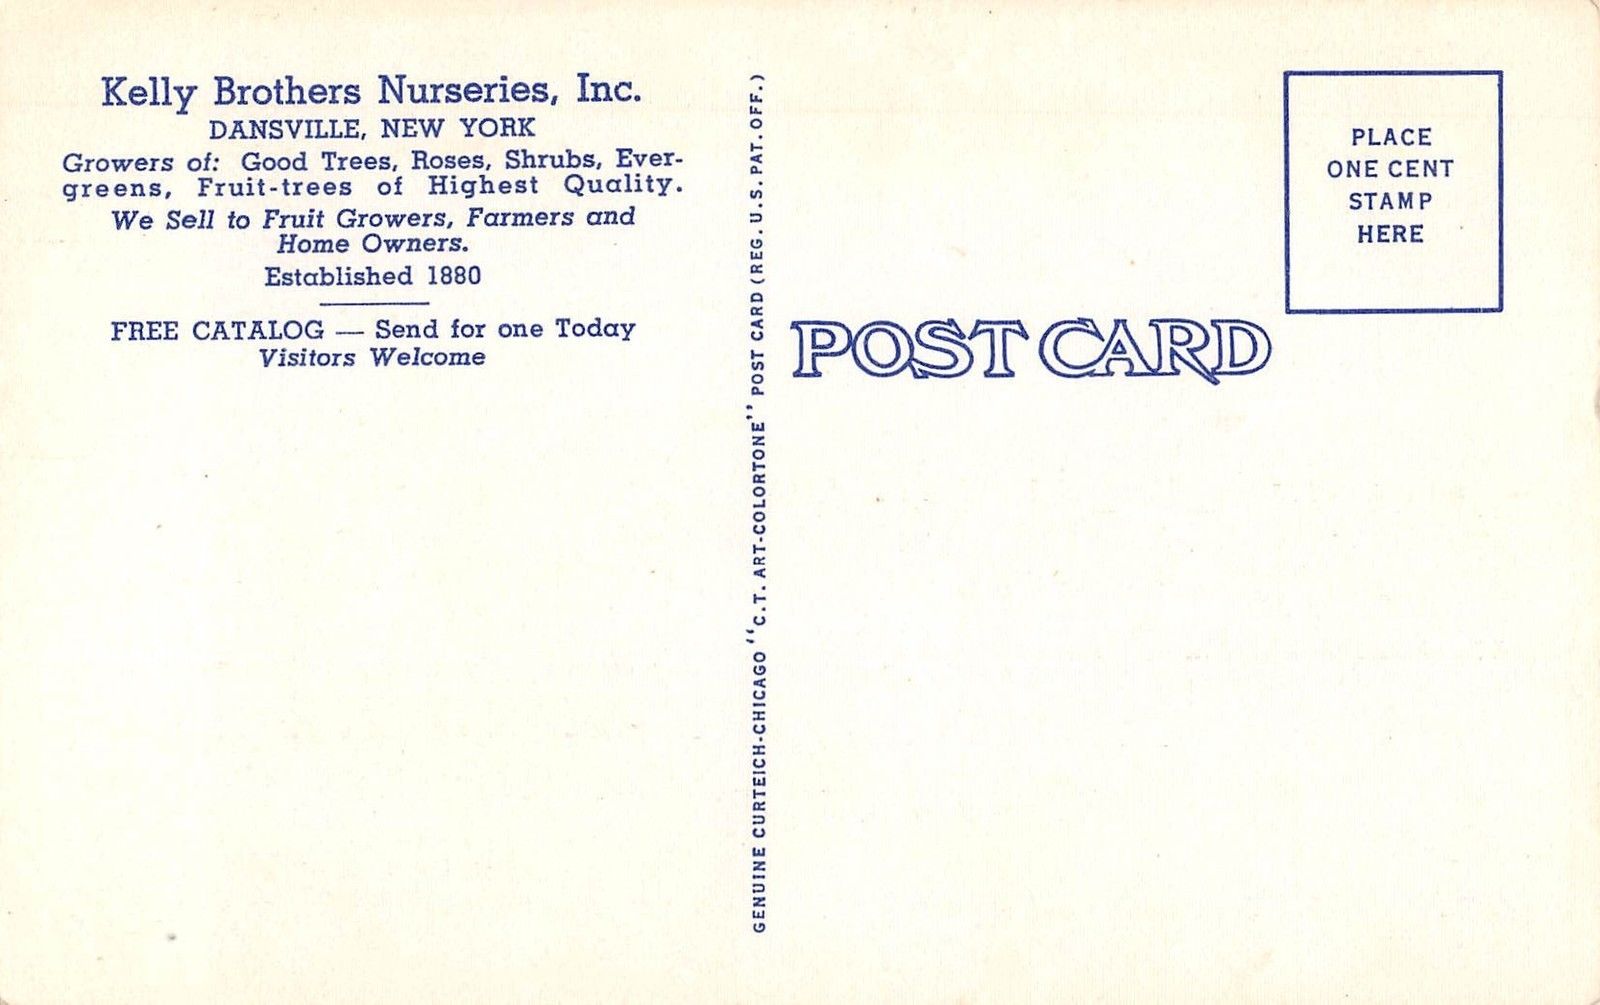 Kelly Brothers Nurseries, Inc.
DANSVILLE, NEW YORK
Growers of: Good Trees, Roses, Shrubs, Ever-
greens, Fruit-trees of Highest Quality.
We Sell to Fruit Growers, Farmers and
Home Owners.
Established 1880
FREE CATALOG — Send for one Today
Visitors Welcome
GENUINE CURTEICH-CHICAGO "C.T. ART-COLORTONE" POST CARD (REG. U.S. PAT. OFF.)
POST CARD
PLACE
ONE CENT
STAMP
HERE